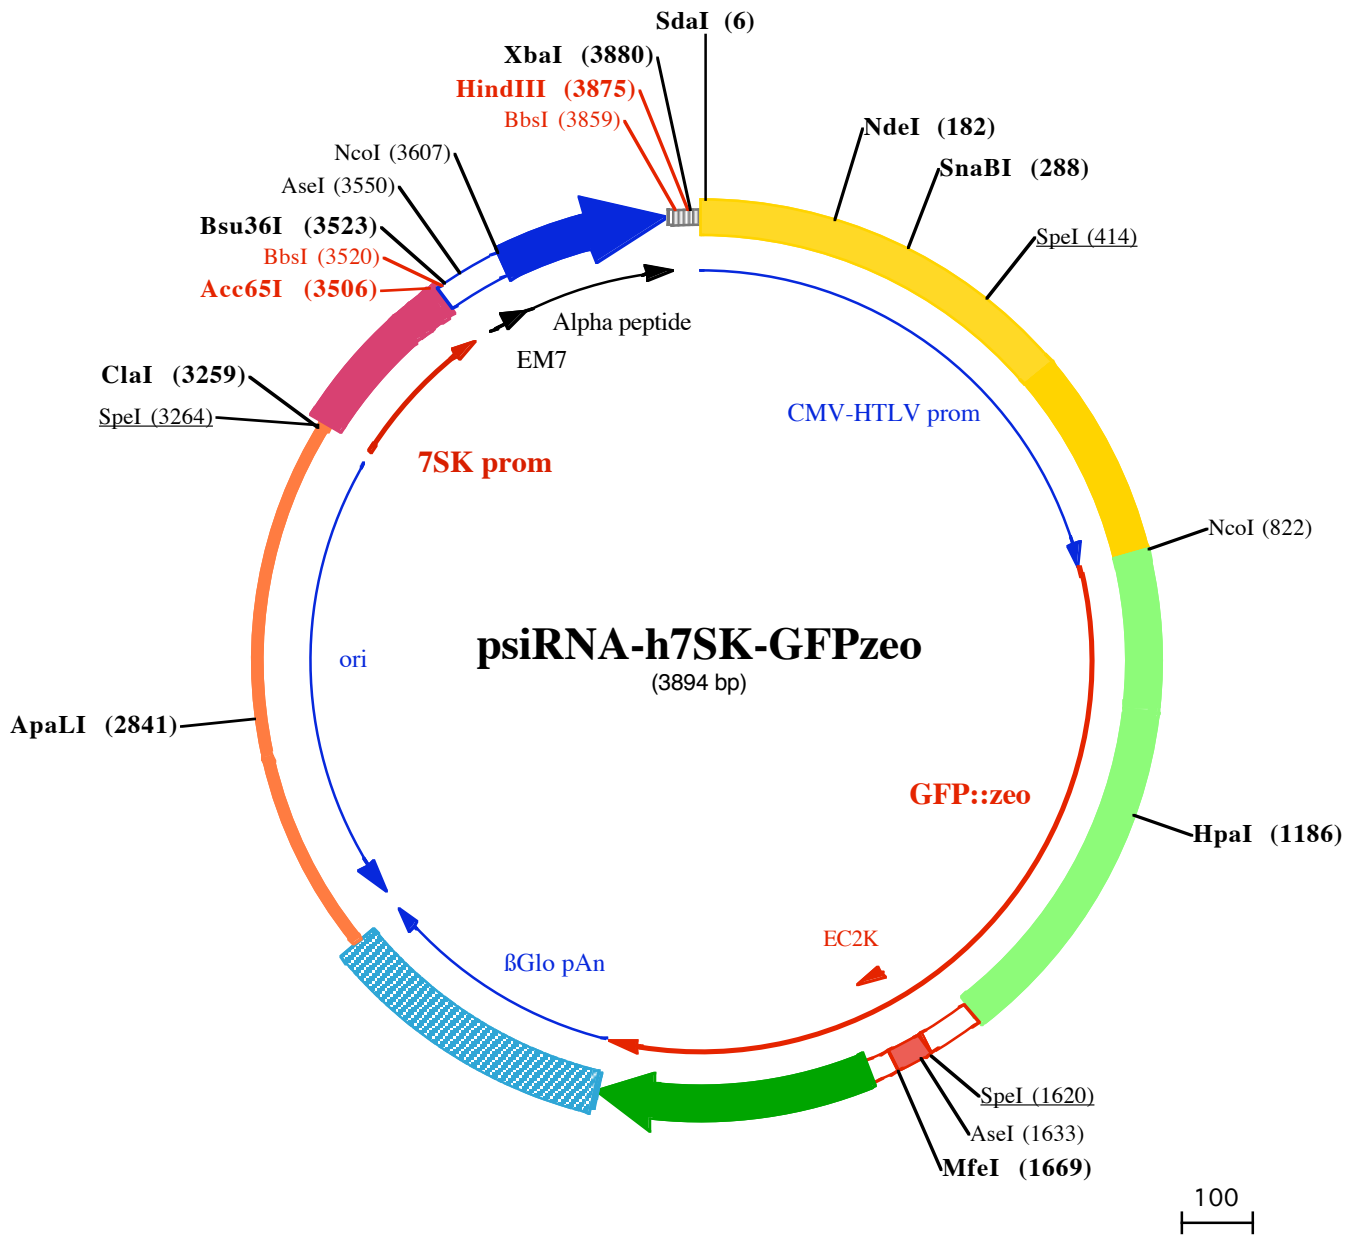 SdaI (6)
XbaI (3880)
HindIII (3875)
BbsI (3859)
NdeI (182)
NcoI (3607)
SnaBI (288)
AseI (3550)
Bsu36I (3523)
SpeI (414)
BbsI (3520)
Acc65I (3506)
Alpha peptide
EM7
ClaI (3259)
CMV-HTLV prom
SpeI (3264)
7SK prom
NcoI (822)
psiRNA-h7SK-GFPzeo
ori
(3894 bp)
ApaLI (2841)
GFP::zeo
HpaI (1186)
EC2K
ßGlo pAn
SpeI (1620)
AseI (1633)
MfeI (1669)
100